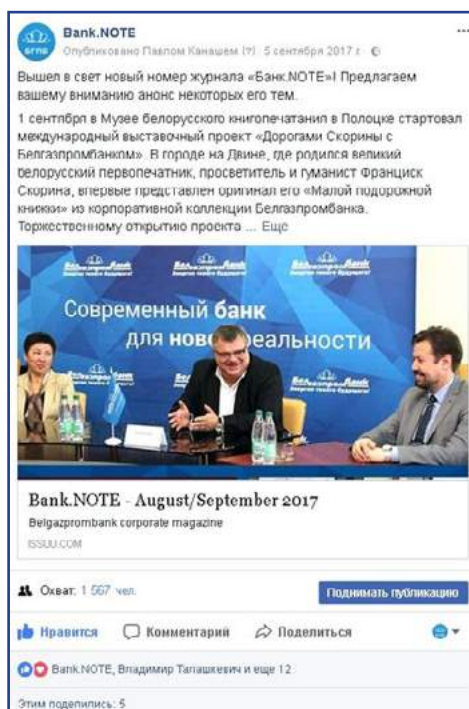 Bank.NOTE
Опубликовано Павлом Канашем [?] · 5 сентября 2017 г. ·
Вышел в свет новый номер журнала «Банк.NOTE»! Предлагаем
вашему вниманию анонс некоторых его тем.
1 сентября в Музее белорусского книгопечатания в Полоцке стартовал
международный выставочный проект «Дорогами Скорины с
Белгазпромбанком». В городе на Двине, где родился великий
белорусский первопечатник, просветитель и гуманист Франциск
Скорина, впервые представлен оригинал его «Малой подорожной
книжки» из корпоративной коллекции Белгазпромбанка.
Торжественному открытию проекта ... Еще
Современный банк
для новой реальности
Bank.NOTE - August/September 2017
Belgazprombank corporate magazine
ISSUU.COM
Охват: 1 567 чел.
Поднимать публикацию
Нравится Комментарий Поделиться
Bank.NOTE, Владимир Талашкевич и еще 12
Этим поделились: 5